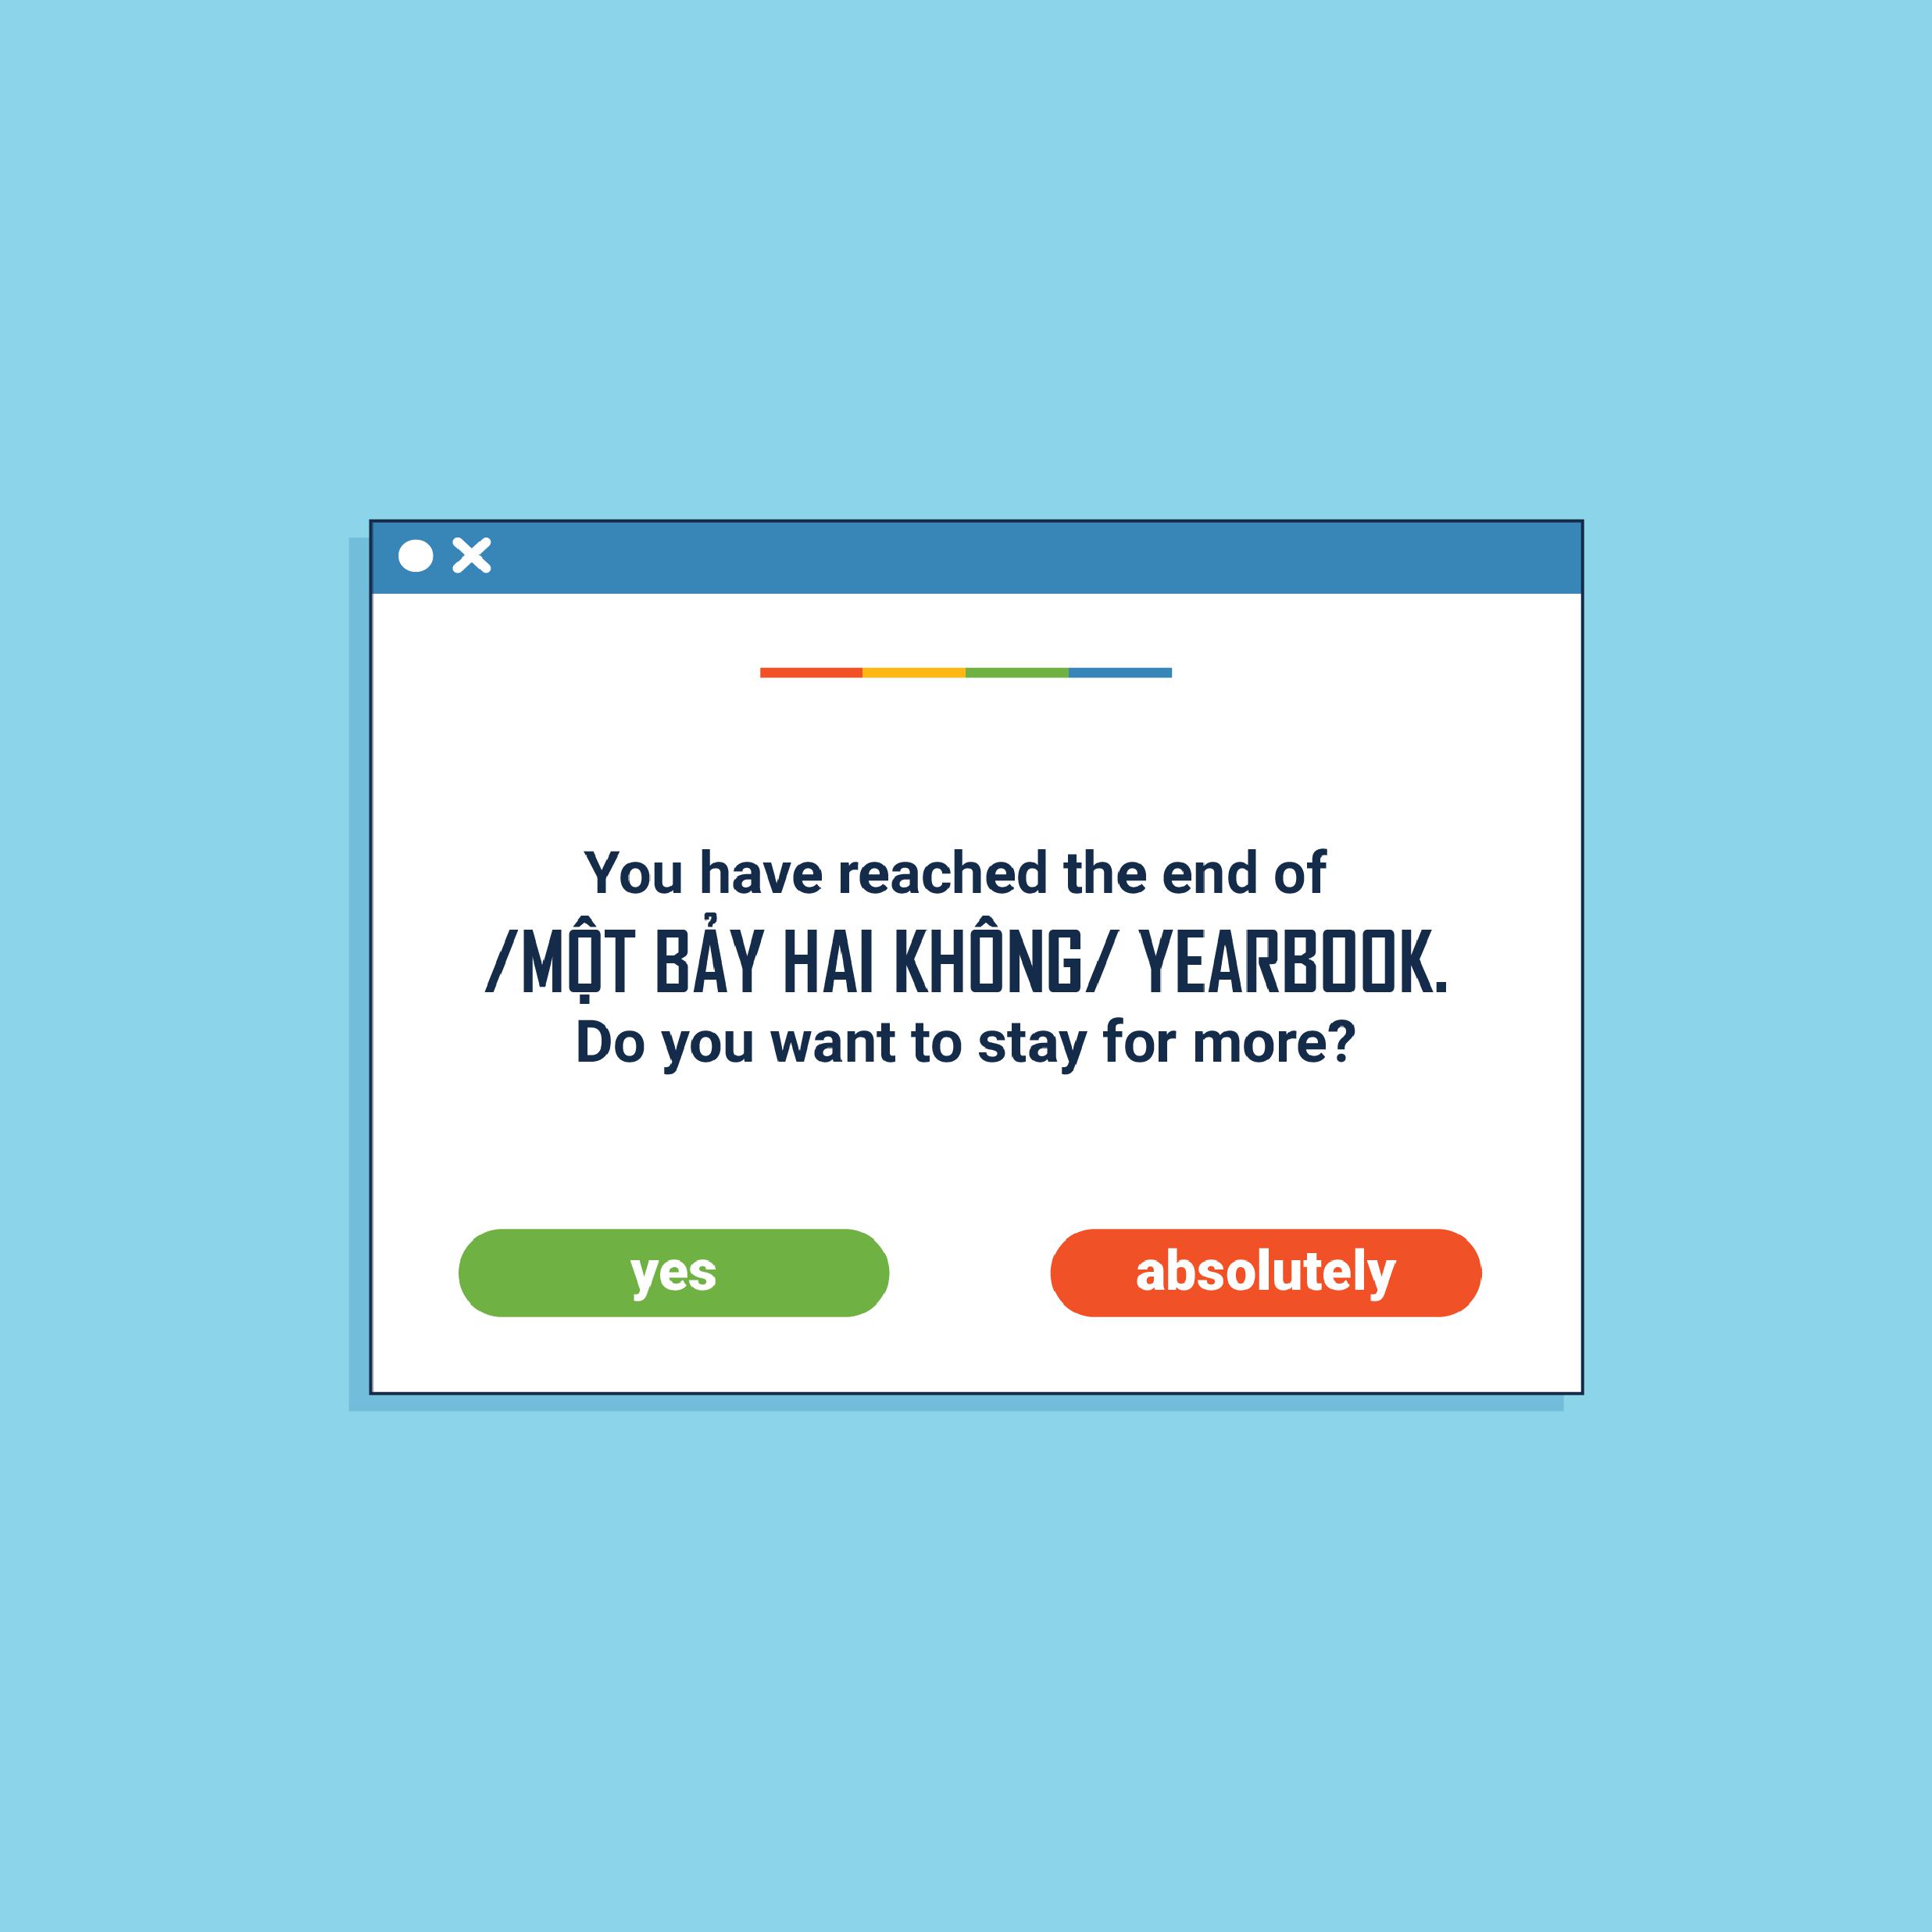 You have reached the end of
/MỘT BẢY HAI KHÔNG/ YEARBOOK.
Do you want to stay for more?
yes
absolutely